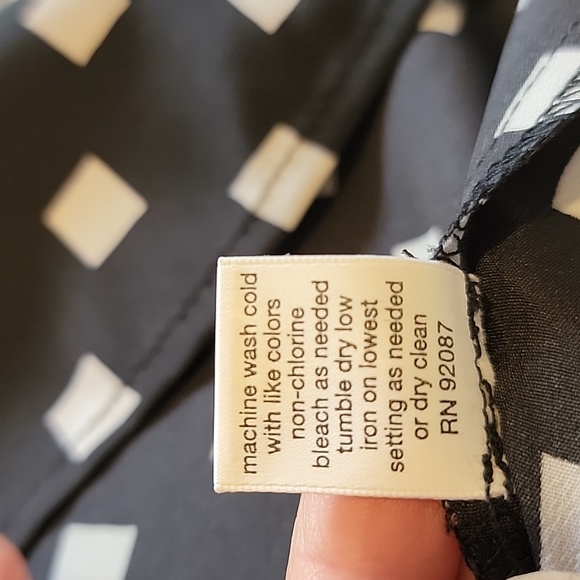 machine wash cold
with like colors
non-chlorine
bleach as needed
tumble dry low
iron on lowest
setting as needed
or dry clean
RN 92087